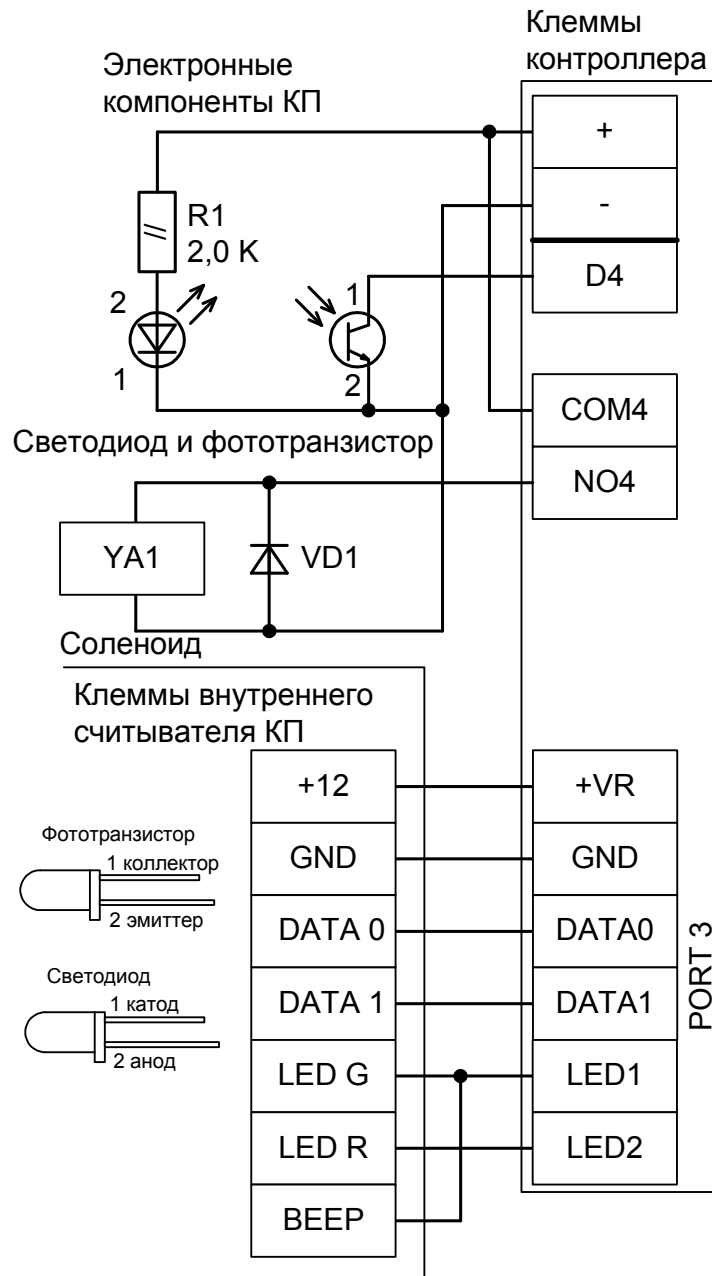 Клеммы
контроллера
Электронные
компоненты КП
+
-
D4
R1
2,0 K
2
1
1
2
COM4
NO4
Светодиод и фототранзистор
YA1
VD1
Соленоид
Клеммы внутреннего
считывателя КП
+12
+VR
GND
GND
DATA 0
DATA0
DATA 1
DATA1
LED G
LED1
LED R
LED2
BEEP
PORT 3
Фототранзистор
1 коллектор
2 эмиттер
Светодиод
1 катод
2 анод